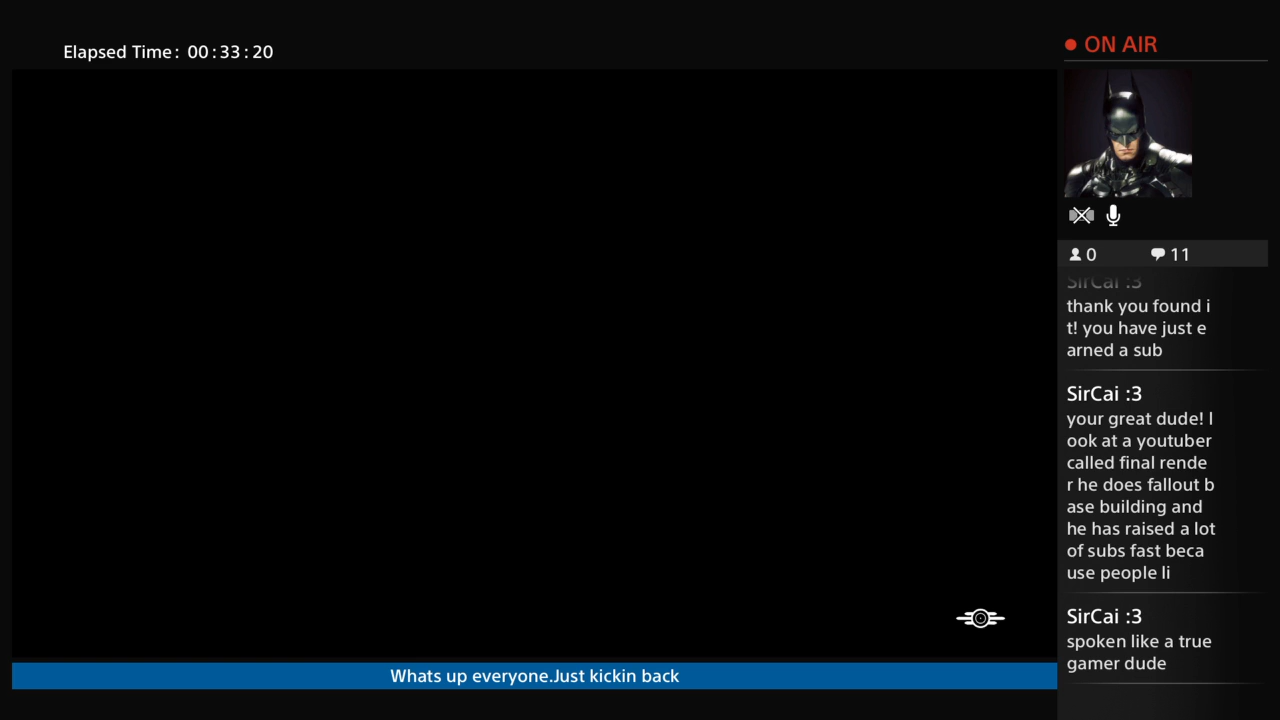 Elapsed Time: 00:33:20
ON AIR
0 11
SirCai :3
thank you found i
t! you have just e
arned a sub
SirCai :3
your great dude! l
ook at a youtuber
called final rende
r he does fallout b
ase building and
he has raised a lot
of subs fast beca
use people li
SirCai :3
spoken like a true
gamer dude
Whats up everyone.Just kickin back